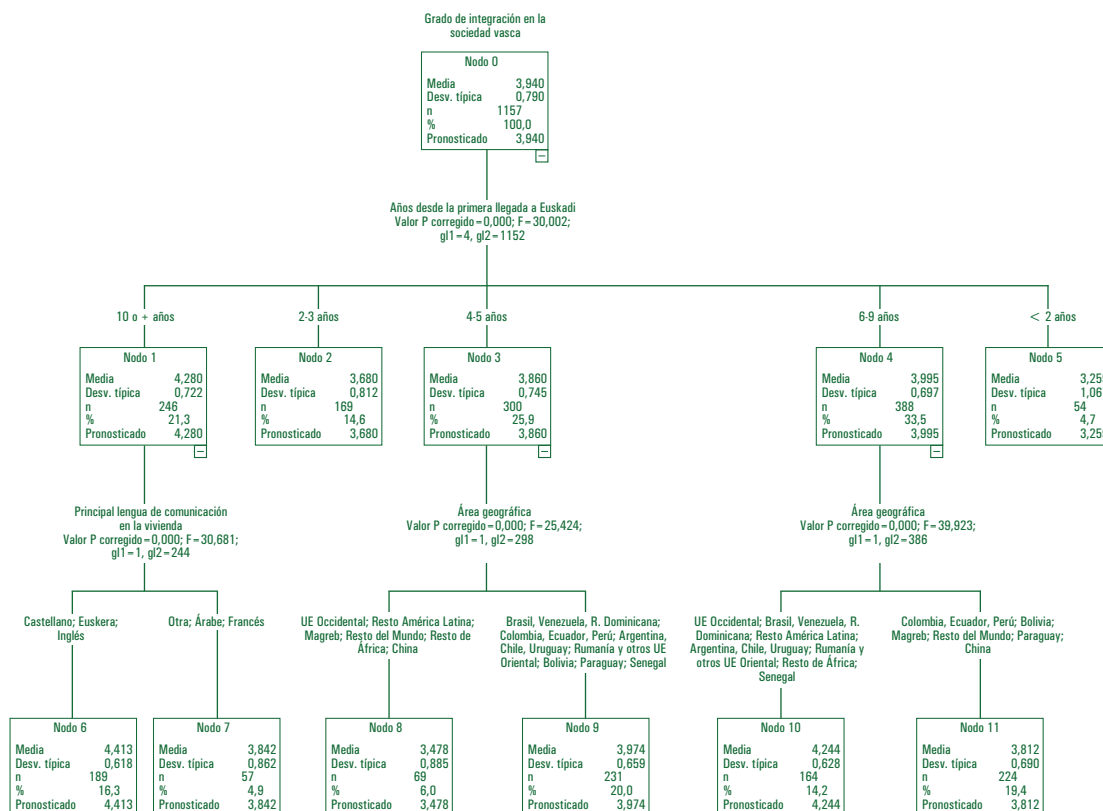 Grado de integración en la
sociedad vasca
Nodo 0
Media 3,940
Desv. típica 0,790
n 1157
% 100,0
Pronosticado 3,940
Años desde la primera llegada a Euskadi
Valor P corregido=0,000; F=30,002;
gl1=4, gl2=1152
10 o + años
2-3 años
4-5 años
6-9 años
< 2 años
Nodo 1
Media 4,280
Desv. típica 0,722
n 246
% 21,3
Pronosticado 4,280
Nodo 2
Media 3,680
Desv. típica 0,812
n 169
% 14,6
Pronosticado 3,680
Nodo 3
Media 3,860
Desv. típica 0,745
n 300
% 25,9
Pronosticado 3,860
Nodo 4
Media 3,995
Desv. típica 0,697
n 388
% 33,5
Pronosticado 3,995
Nodo 5
Media
Desv. típica
n 54
% 4,7
Pronosticado
Principal lengua de comunicación
en la vivienda
Valor P corregido=0,000; F=30,681;
gl1=1, gl2=244
Área geográfica
Valor P corregido=0,000; F=25,424;
gl1=1, gl2=298
Área geográfica
Valor P corregido=0,000; F=39,923;
gl1=1, gl2=386
Castellano; Euskera;
Inglés
Otra; Árabe; Francés
UE Occidental; Resto América Latina;
Magreb; Resto del Mundo; Resto de
África; China
Brasil, Venezuela, R. Dominicana;
Colombia, Ecuador, Perú; Argentina,
Chile, Uruguay; Rumanía y otros UE
Oriental; Bolivia; Paraguay; Senegal
UE Occidental; Brasil, Venezuela, R.
Dominicana; Resto América Latina;
Argentina, Chile, Uruguay; Rumanía y
otros UE Oriental; Resto de África;
Senegal
Colombia, Ecuador, Perú; Bolivia;
Magreb; Resto del Mundo; Paraguay;
China
Nodo 6
Media 4,413
Desv. típica 0,618
n 189
% 16,3
Pronosticado 4,413
Nodo 7
Media 3,842
Desv. típica 0,862
n 57
% 4,9
Pronosticado 3,842
Nodo 8
Media 3,478
Desv. típica 0,885
n 69
% 6,0
Pronosticado 3,478
Nodo 9
Media 3,974
Desv. típica 0,659
n 231
% 20,0
Pronosticado 3,974
Nodo 10
Media 4,244
Desv. típica 0,628
n 164
% 14,2
Pronosticado 4,244
Nodo 11
Media 3,812
Desv. típica 0,690
n 224
% 19,4
Pronosticado 3,812